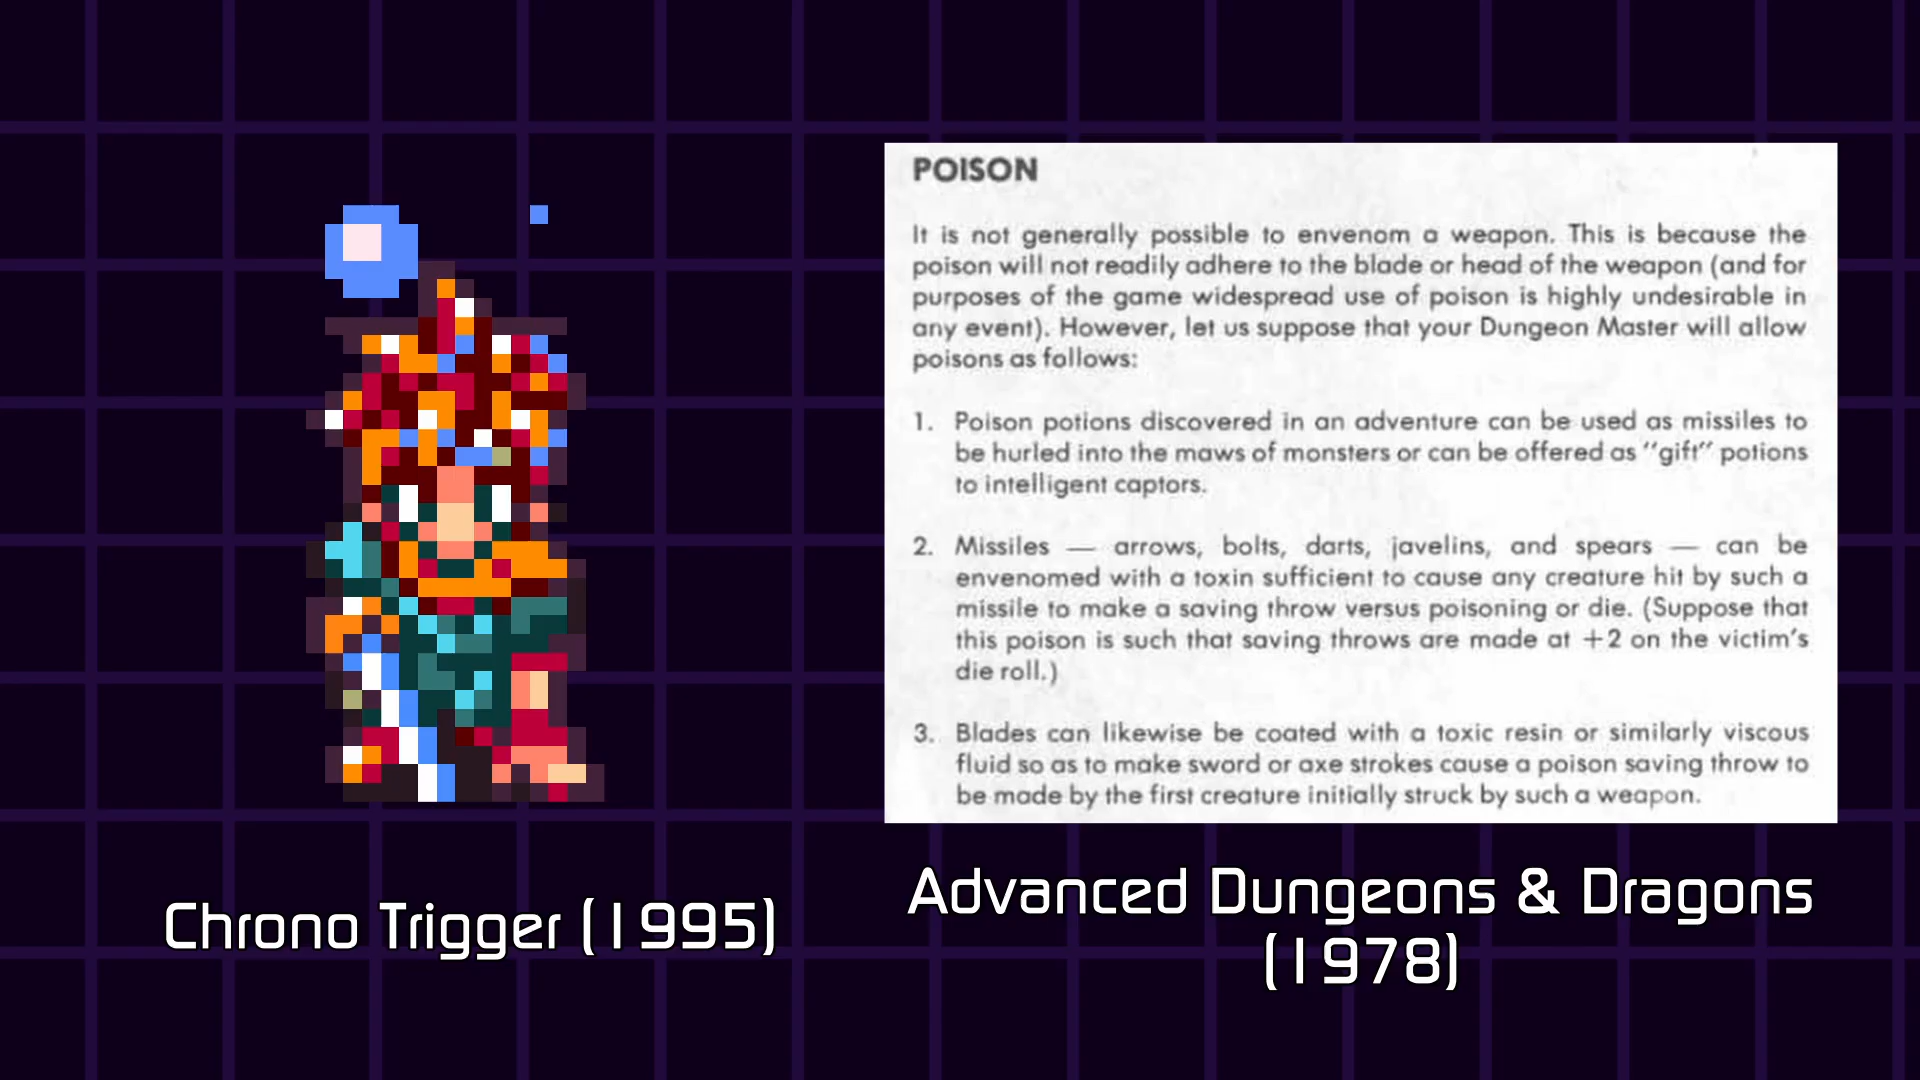 POISON
It is not generally possible to envenom a weapon. This is because the
poison will not readily adhere to the blade or head of the weapon (and for
purposes of the game widespread use of poison is highly undesirable in
any event). However, let us suppose that your Dungeon Master will allow
poisons as follows:
1. Poison potions discovered in an adventure can be used as missiles to
be hurled into the maws of monsters or can be offered as "gift" potions
to intelligent captors.
2. Missiles — arrows, bolts, darts, javelins, and spears — can be
envenomed with a toxin sufficient to cause any creature hit by such a
missile to make a saving throw versus poisoning or die. (Suppose that
this poison is such that saving throws are made at +2 on the victim's
die roll.)
3. Blades can likewise be coated with a toxic resin or similarly viscous
fluid so as to make sword or axe strokes cause a poison saving throw to
be made by the first creature initially struck by such a weapon.
Chrono Trigger (1995)
Advanced Dungeons & Dragons
(1978)